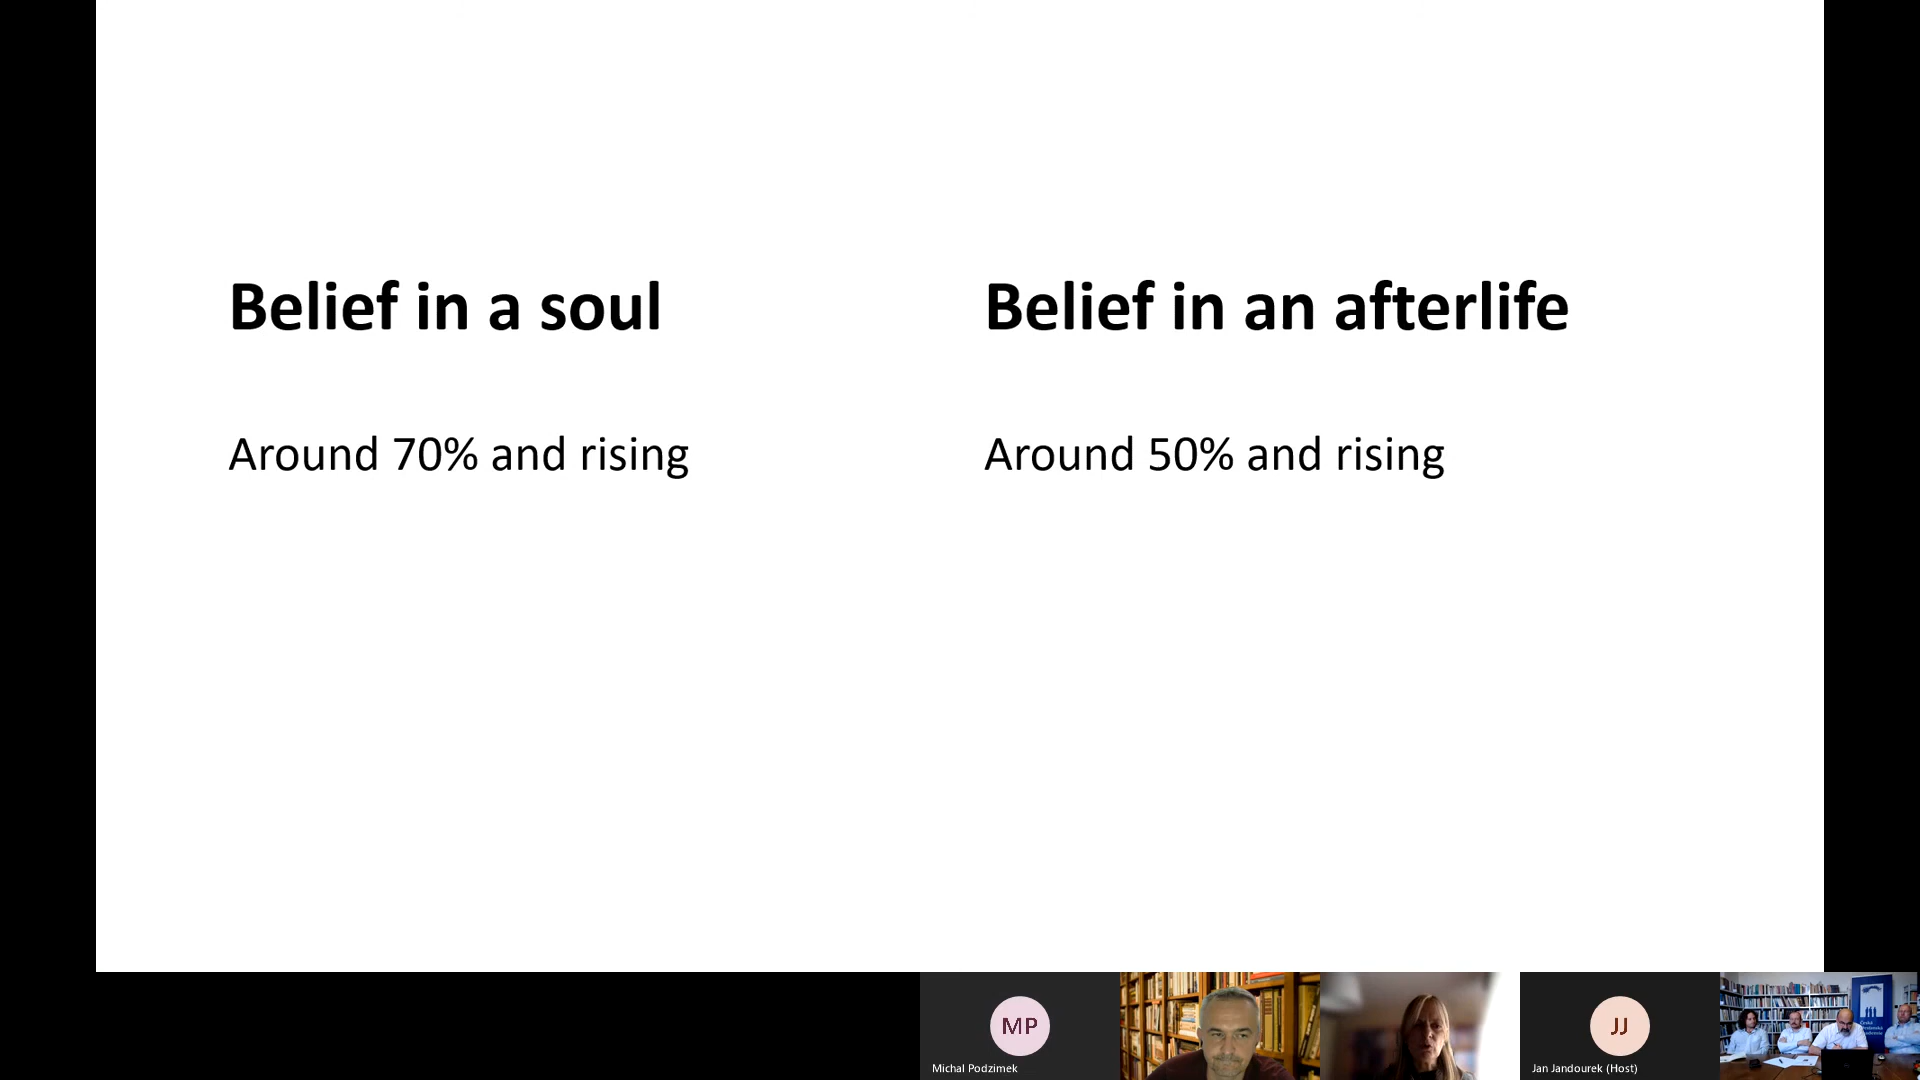 Belief in a soul
Around 70% and rising
Belief in an afterlife
Around 50% and rising
MP
Michal Podzimek
JJ
Jan Jandourek (Host)